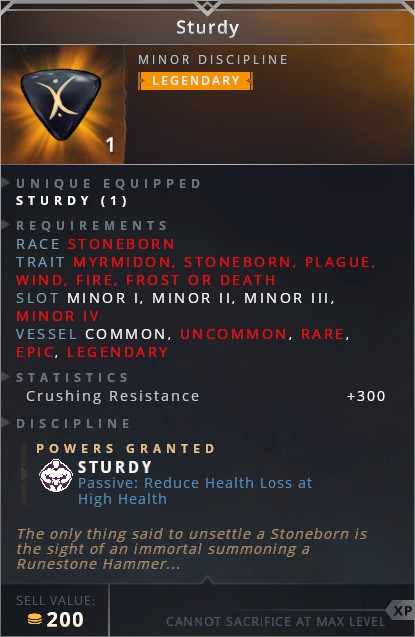 Sturdy
MINOR DISCIPLINE
LEGENDARY
1
UNIQUE EQUIPPED
STURDY (1)
REQUIREMENTS
RACE STONEBORN
TRAIT MYRMIDON, STONEBORN, PLAGUE,
WIND, FIRE, FROST OR DEATH
SLOT MINOR I, MINOR II, MINOR III,
MINOR IV
VESSEL COMMON, UNCOMMON, RARE,
EPIC, LEGENDARY
STATISTICS
Crushing Resistance +300
DISCIPLINE
POWERS GRANTED
STURDY
Passive: Reduce Health Loss at
High Health
The only thing said to unsettle a Stoneborn is
the sight of an immortal summoning a
Runestone Hammer...
SELL VALUE:
200
CANNOT SACRIFICE AT MAX LEVEL
XP